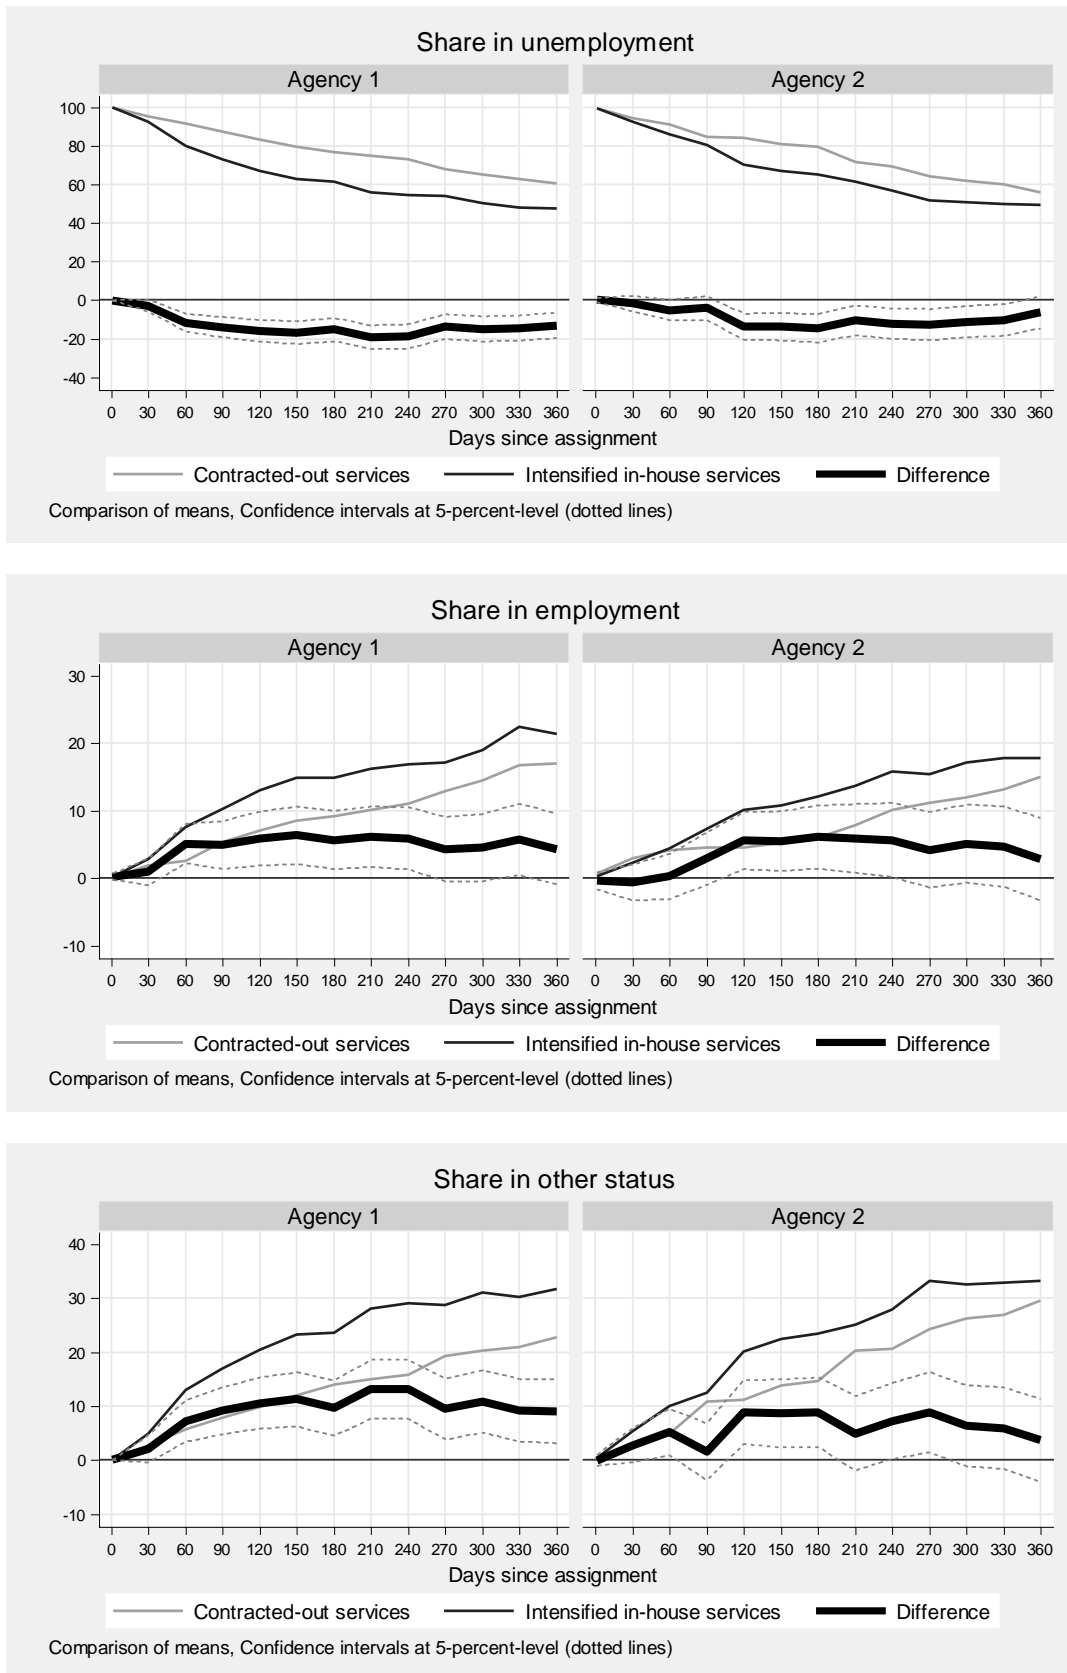 Share in unemployment
Agency 1 Agency 2
100
80
60
40
20
0
-20
-40
0 30 60 90 120 150 180 210 240 270 300 330 360 0 30 60 90 120 150 180 210 240 270 300 330 360
Days since assignment
Contracted-out services Intensified in-house services Difference
Comparison of means, Confidence intervals at 5-percent-level (dotted lines)
Share in employment
Agency 1 Agency 2
30
20
10
0
-10
0 30 60 90 120 150 180 210 240 270 300 330 360 0 30 60 90 120 150 180 210 240 270 300 330 360
Days since assignment
Contracted-out services Intensified in-house services Difference
Comparison of means, Confidence intervals at 5-percent-level (dotted lines)
Share in other status
Agency 1 Agency 2
40
30
20
10
0
-10
0 30 60 90 120 150 180 210 240 270 300 330 360 0 30 60 90 120 150 180 210 240 270 300 330 360
Days since assignment
Contracted-out services Intensified in-house services Difference
Comparison of means, Confidence intervals at 5-percent-level (dotted lines)